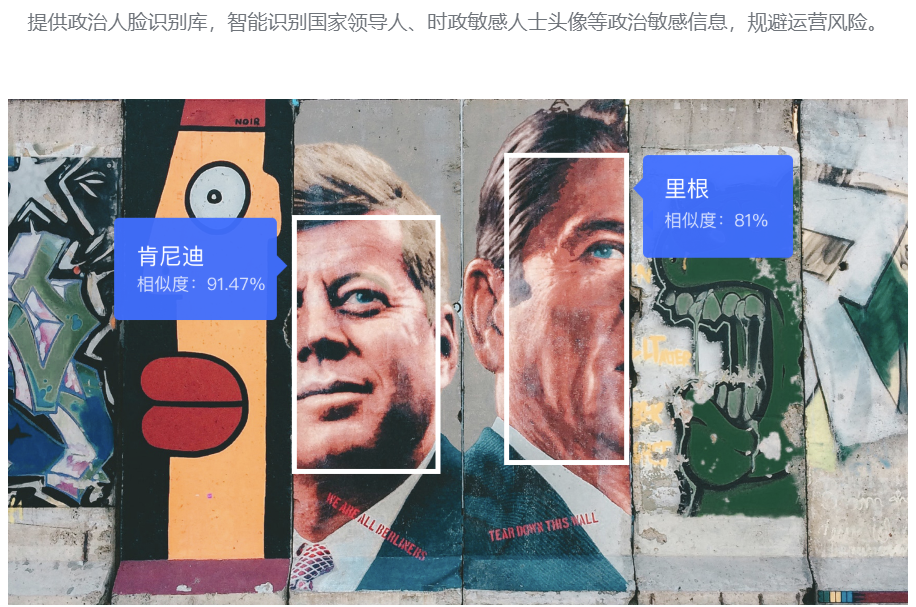 提供政治人脸识别库，智能识别国家领导人、时政敏感人士头像等政治敏感信息，规避运营风险。
NOIR
里根
相似度：81%
肯尼迪
相似度：91.47%
WE ARE ALL BERLINERS
TEAR DOWN THIS WALL